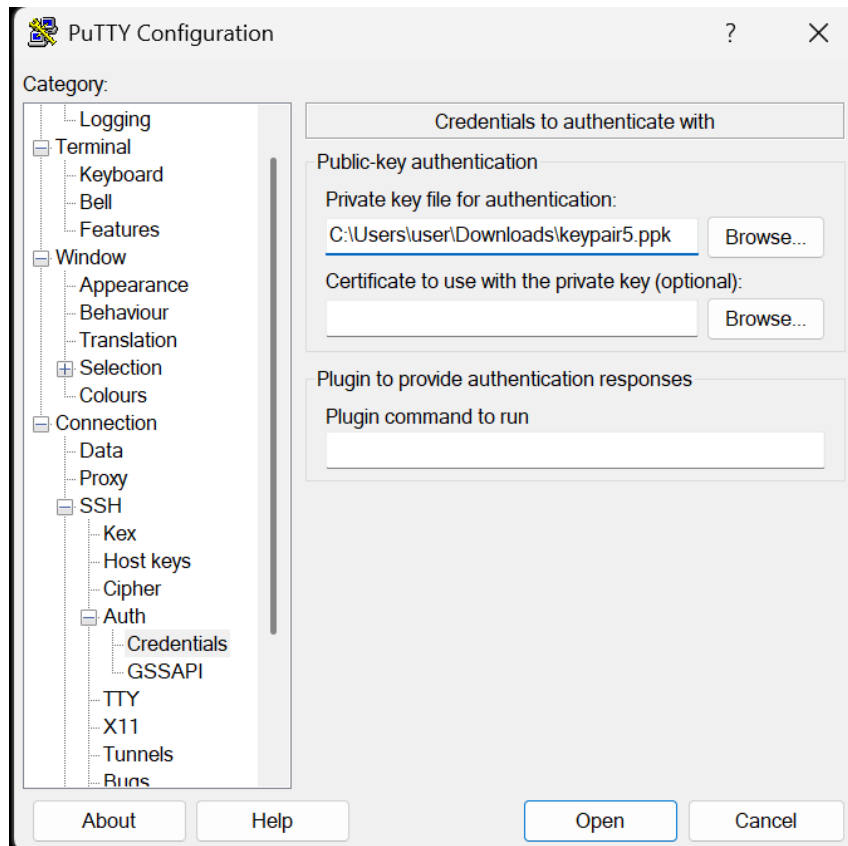 PuTTY Configuration
?
Category:
Logging
Terminal
Keyboard
Bell
Features
Window
Appearance
Behaviour
Translation
Selection
Colours
Connection
Data
Proxy
SSH
Kex
Host keys
Cipher
Auth
Credentials
GSSAPI
TTY
X11
Tunnels
Bugs
Credentials to authenticate with
Public-key authentication
Private key file for authentication:
C:\Users\user\Downloads\keypair5.ppk
Browse...
Certificate to use with the private key (optional):
Browse...
Plugin to provide authentication responses
Plugin command to run
About
Help
Open
Cancel